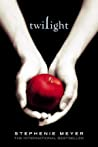 twilight
STEPHENIE MEYER
THE INTERNATIONAL BESTSELLER